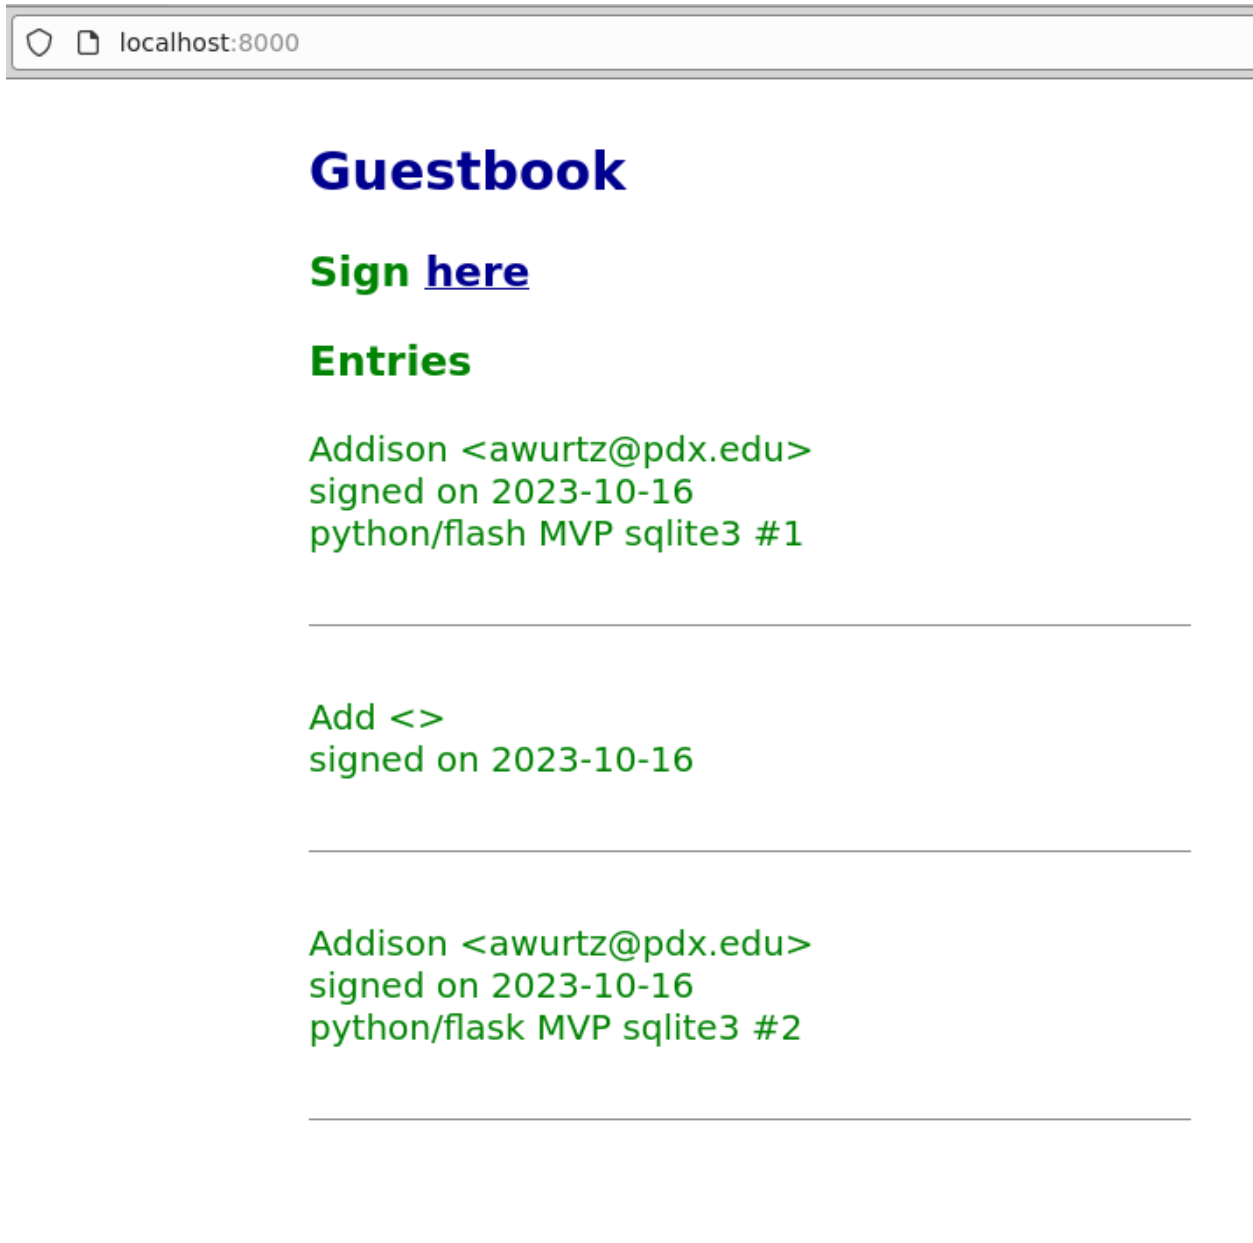 localhost:8000
Guestbook
Sign here
Entries
Addison <awurtz@pdx.edu>
signed on 2023-10-16
python/flash MVP sqlite3 #1
Add <>
signed on 2023-10-16
Addison <awurtz@pdx.edu>
signed on 2023-10-16
python/flask MVP sqlite3 #2